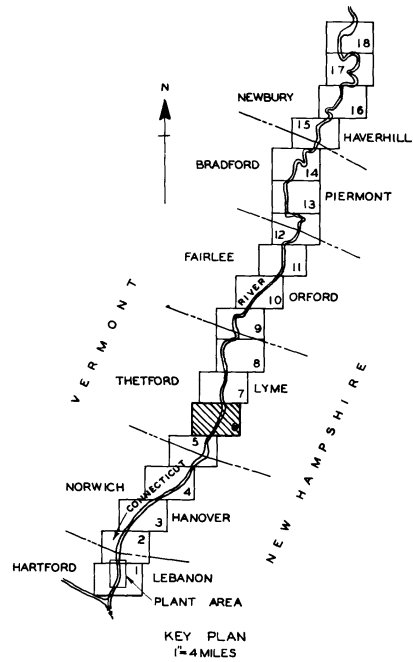 18
17
NEWBURY
16
N
15
HAVERHILL
BRADFORD
14
13
PIERMONT
12
FAIRLEE
11
RIVER
10
ORFORD
VERMONT
9
8
THETFORD
7
LYME
NEW HAMPSHIRE
5
NORWICH
CONNECTICUT
4
3
HANOVER
2
HARTFORD
1
LEBANON
PLANT AREA
KEY PLAN
1"=4 MILES